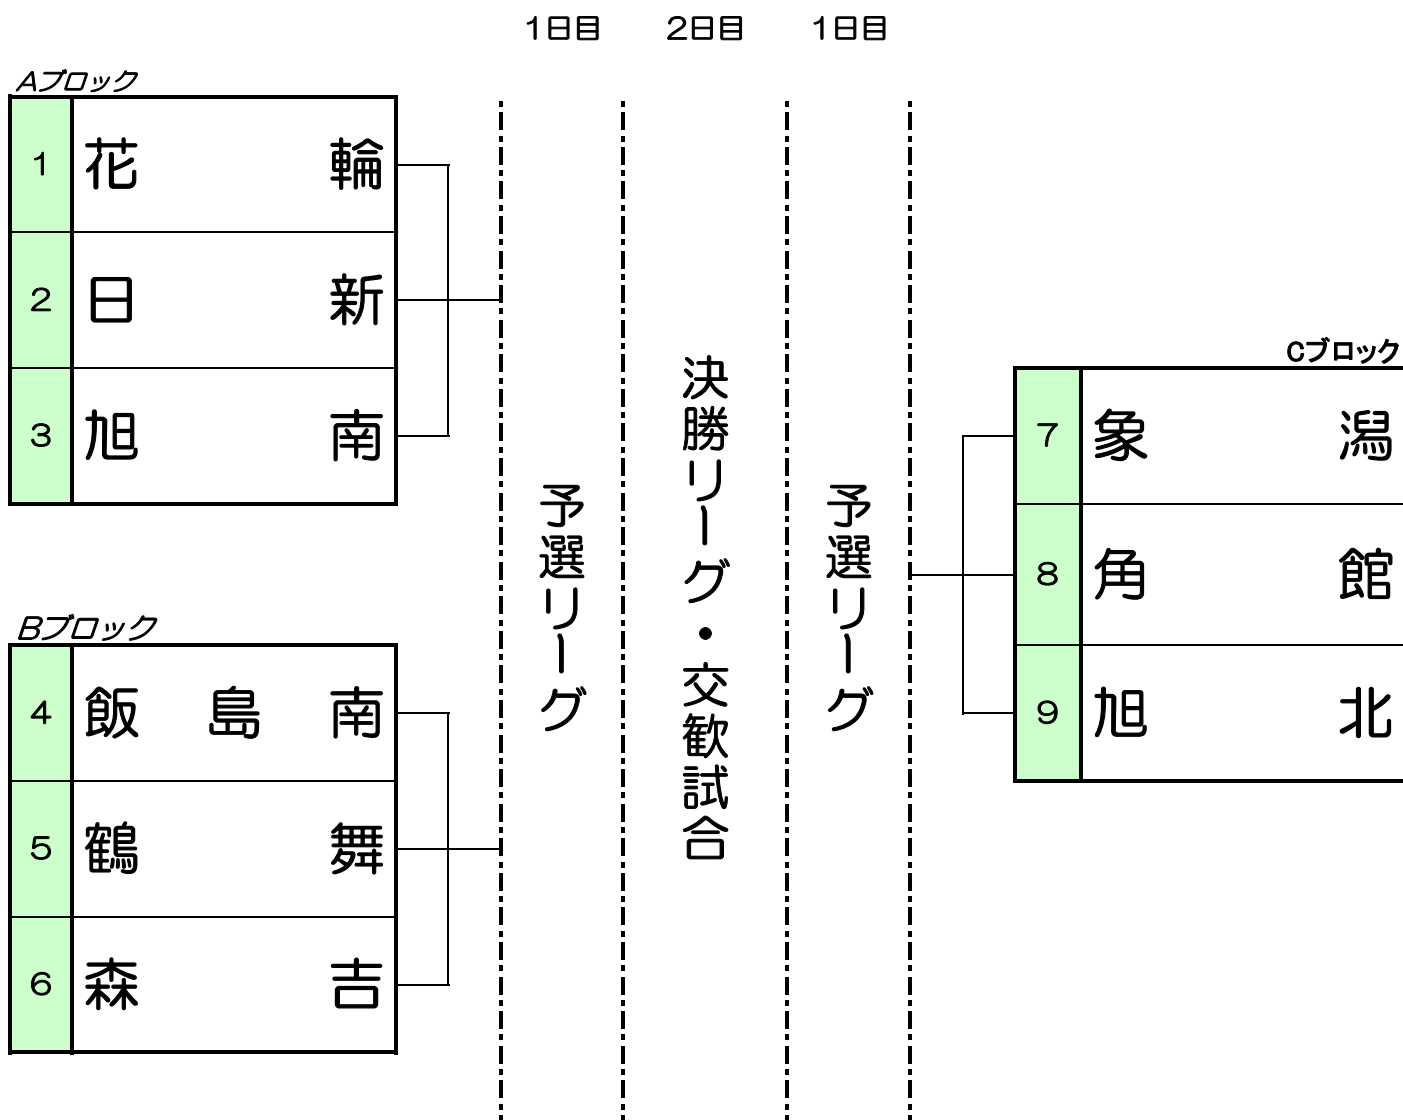 1日目 2日目 1日目
Aブロック
1 花輪
2 日新
3 旭南
Bブロック
4 飯島南
5 鶴舞
6 森吉
予選リーグ
決勝リーグ・交歓試合
予選リーグ
Cブロック
7 象潟
8 角館
9 旭北